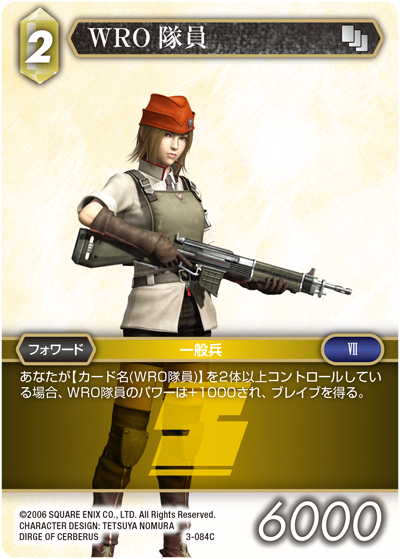 2
WRO 隊員
フォワード
一般兵
VII
あなたが【カード名(WRO隊員)】を2体以上コントロールしてい
る場合、WRO隊員のパワーは+1000され、ブレイブを得る。
©2006 SQUARE ENIX CO., LTD. All Rights Reserved.
CHARACTER DESIGN: TETSUYA NOMURA
DIRGE OF CERBERUS
3-084C
6000